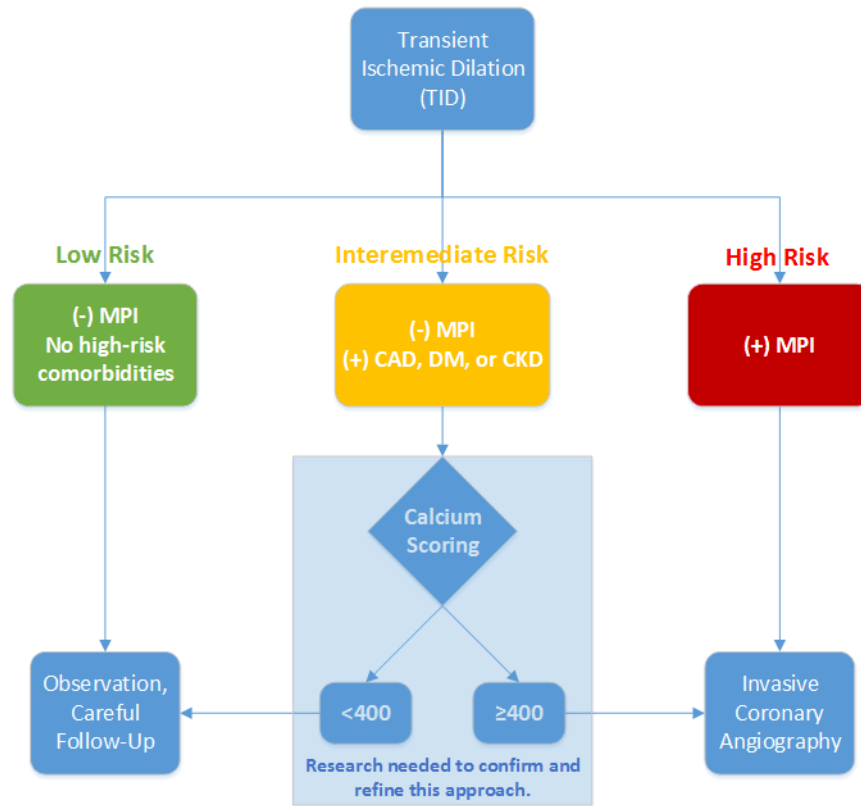 Transient
Ischemic Dilation
(TID)
Low Risk
Interemediate Risk
High Risk
(-) MPI
No high-risk
comorbidities
(-) MPI
(+) CAD, DM, or CKD
(+) MPI
Calcium
Scoring
Observation,
Careful
Follow-Up
<400
≥400
Invasive
Coronary
Angiography
Research needed to confirm and
refine this approach.